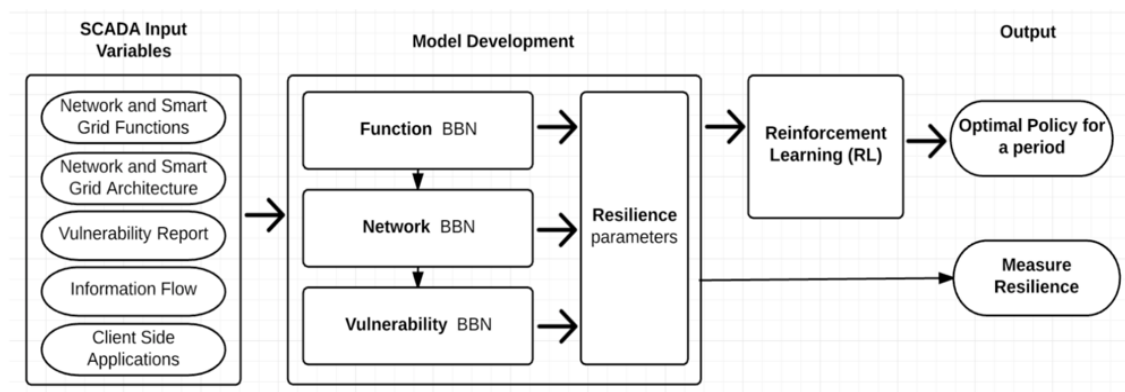 SCADA Input
Variables
Network and Smart
Grid Functions
Network and Smart
Grid Architecture
Vulnerability Report
Information Flow
Client Side
Applications
Model Development
Function BBN
Network BBN
Vulnerability BBN
Resilience
parameters
Reinforcement
Learning (RL)
Output
Optimal Policy for
a period
Measure
Resilience